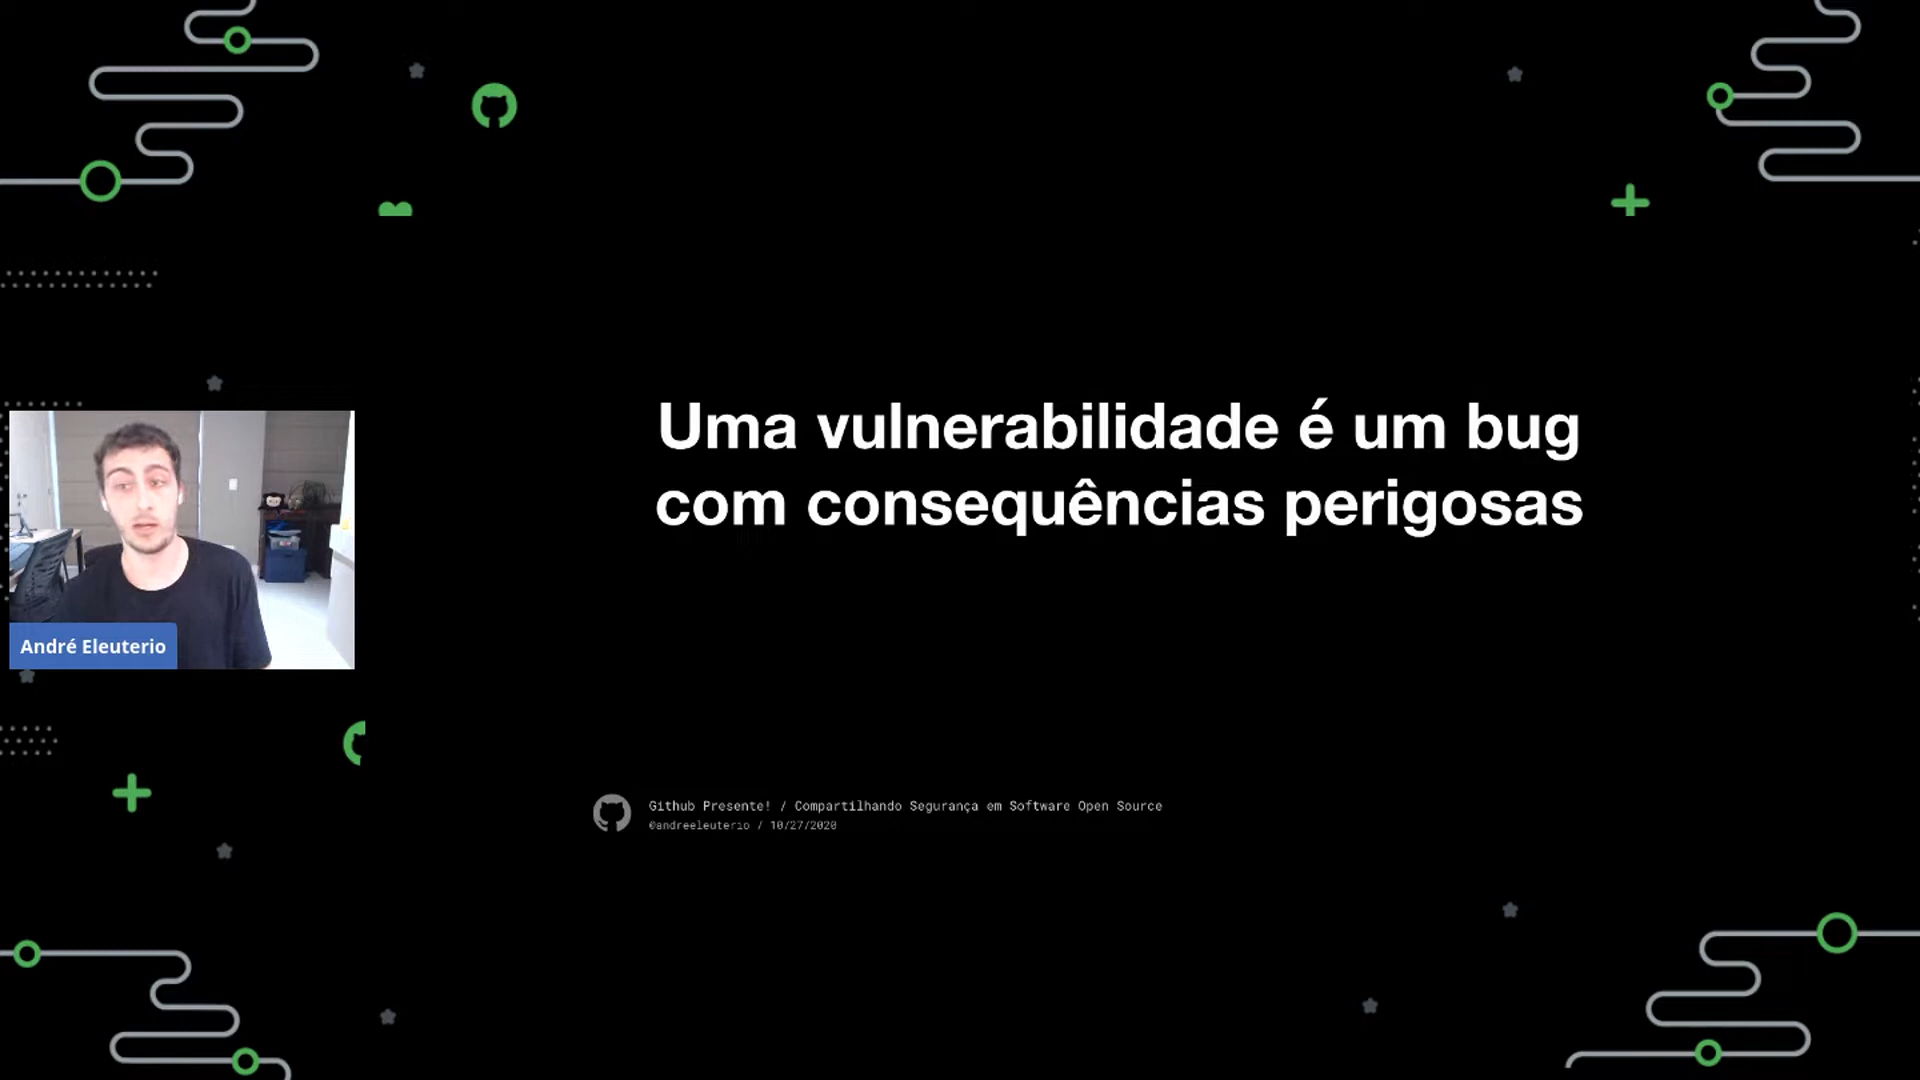 Uma vulnerabilidade é um bug
com consequências perigosas
André Eleuterio
Github Presente! / Compartilhando Segurança em Software Open Source
@andreeleuterio / 10/27/2020